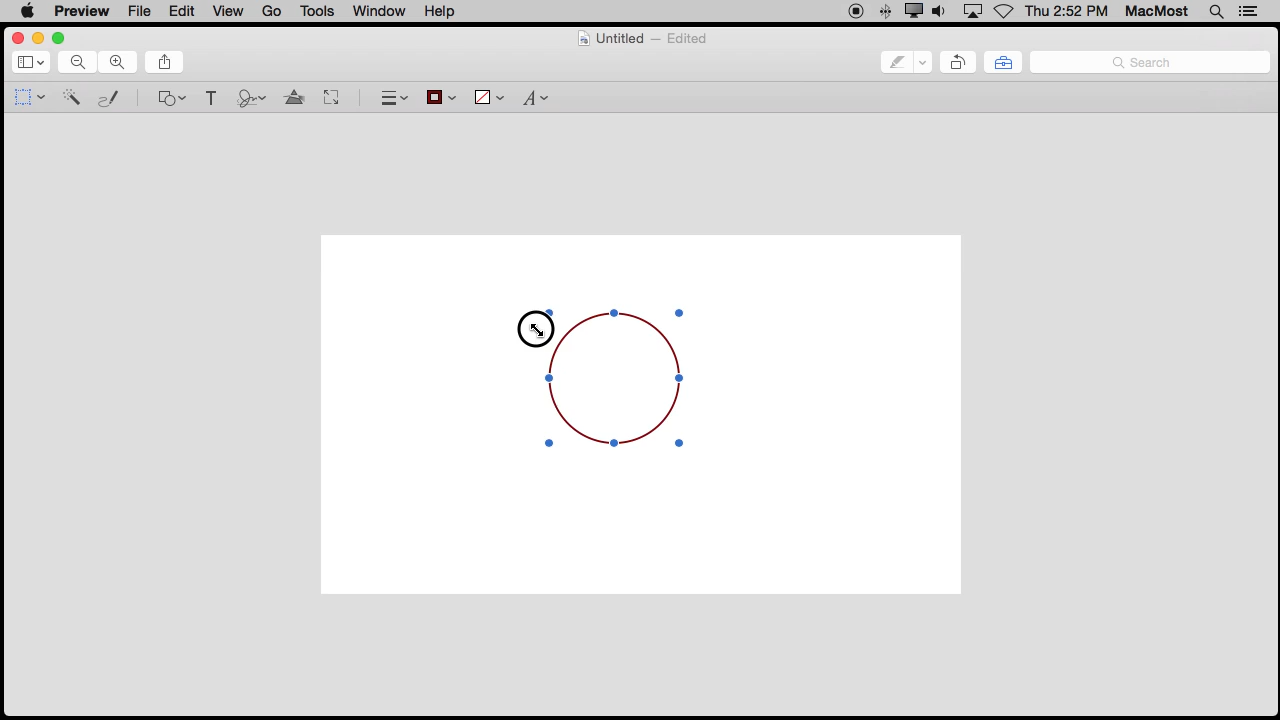 Preview File Edit View Go Tools Window Help Thu 2:52 PM MacMost
Untitled — Edited
Search
T
A